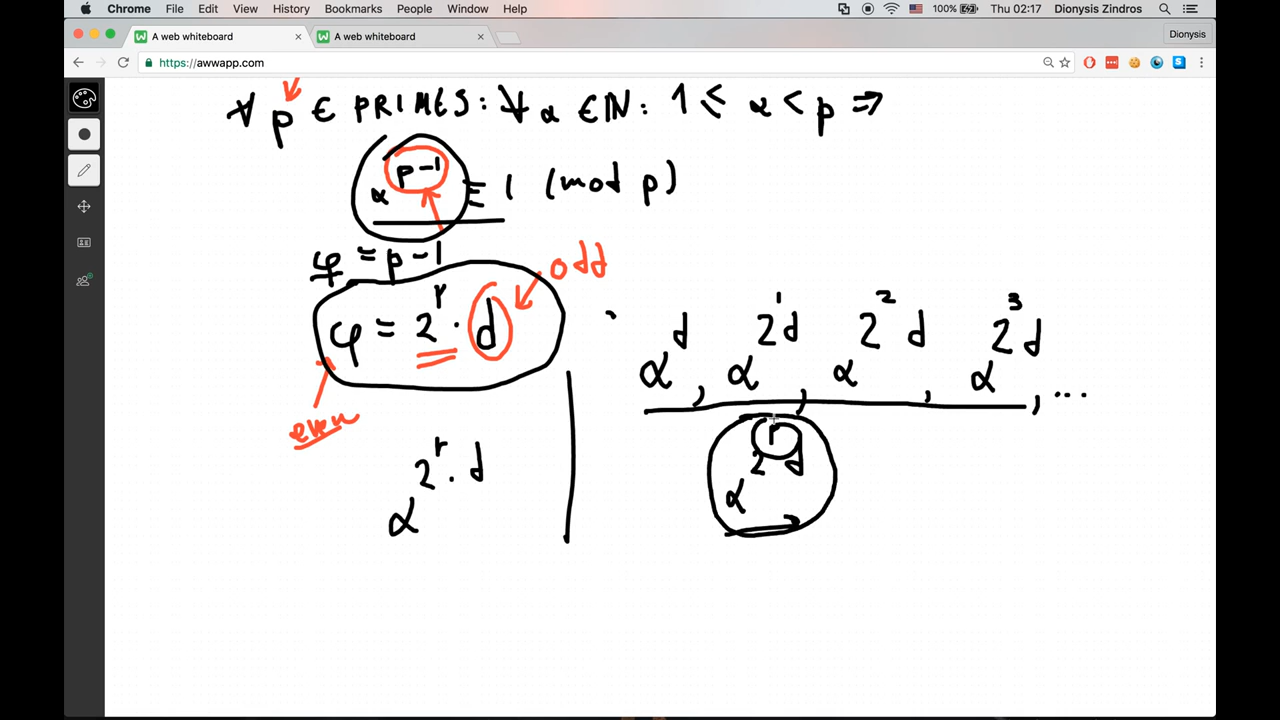 Chrome File Edit View History Bookmarks People Window Help 100% Thu 02:17 Dionysis Zindros
A web whiteboard A web whiteboard Dionysis
https://awwapp.com
∀ p ∈ PRIMES: ∀ α ∈ ℕ: 1 ≤ α < p ⇒
α^(p-1) ≡ 1 (mod p)
φ = p-1
odd
φ = 2^r · d
α^d, α^(2^1 d), α^(2^2 d), α^(2^3 d), ...
even
α^(2^r · d)
α^(2^r d)